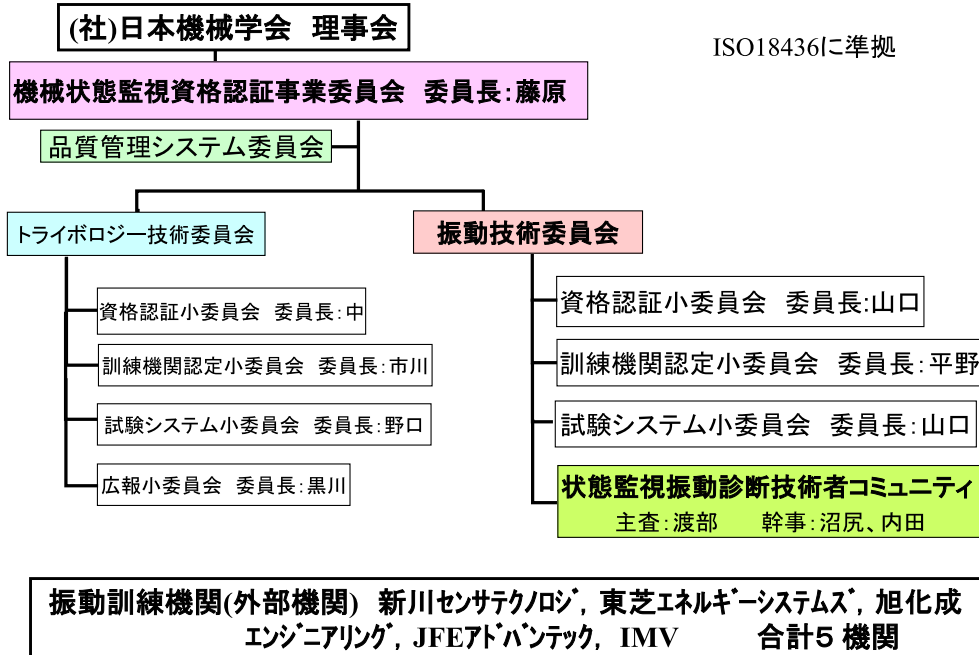 (社)日本機械学会 理事会
ISO18436に準拠
機械状態監視資格認証事業委員会 委員長:藤原
品質管理システム委員会
トライボロジー技術委員会
振動技術委員会
資格認証小委員会 委員長:中
訓練機関認定小委員会 委員長:市川
試験システム小委員会 委員長:野口
広報小委員会 委員長:黒川
資格認証小委員会 委員長:山口
訓練機関認定小委員会 委員長:平野
試験システム小委員会 委員長:山口
状態監視振動診断技術者コミュニティ
主査:渡部 幹事:沼尻、内田
振動訓練機関(外部機関) 新川センサテクノロジ, 東芝エネルギーシステムズ, 旭化成
エンジニアリング, JFEアドバンテック, IMV 合計5 機関